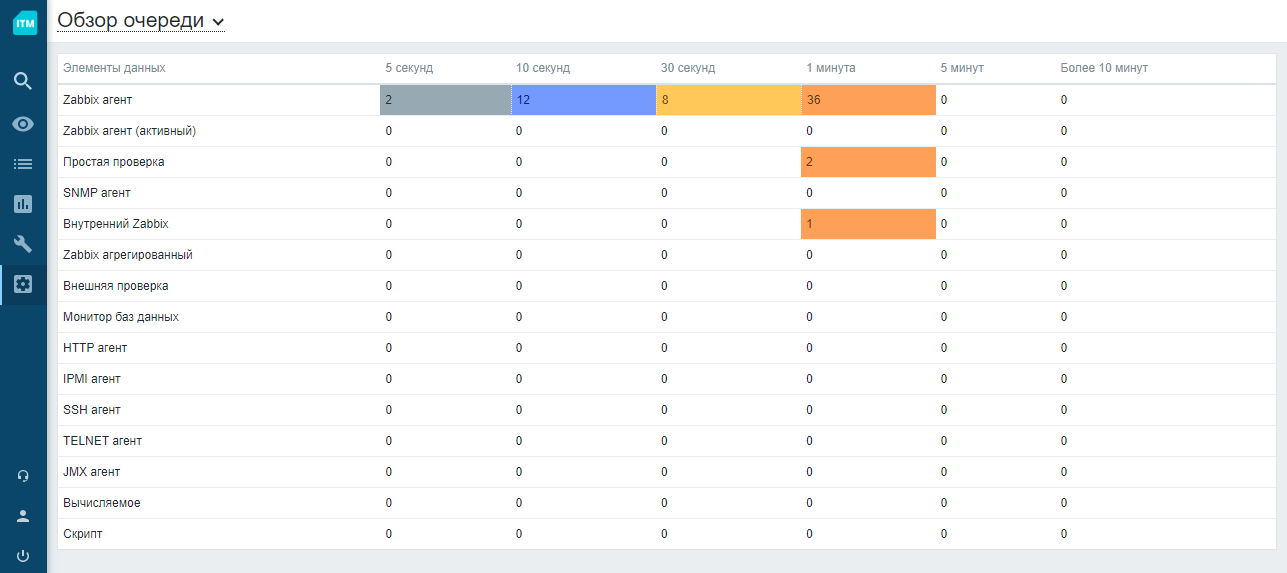 ITM
Обзор очереди
Элементы данных 5 секунд 10 секунд 30 секунд 1 минута 5 минут Более 10 минут
Zabbix агент 2 12 8 36 0 0
Zabbix агент (активный) 0 0 0 0 0 0
Простая проверка 0 0 0 2 0 0
SNMP агент 0 0 0 0 0 0
Внутренний Zabbix 0 0 0 1 0 0
Zabbix агрегированный 0 0 0 0 0 0
Внешняя проверка 0 0 0 0 0 0
Монитор баз данных 0 0 0 0 0 0
HTTP агент 0 0 0 0 0 0
IPMI агент 0 0 0 0 0 0
SSH агент 0 0 0 0 0 0
TELNET агент 0 0 0 0 0 0
JMX агент 0 0 0 0 0 0
Вычисляемое 0 0 0 0 0 0
Скрипт 0 0 0 0 0 0